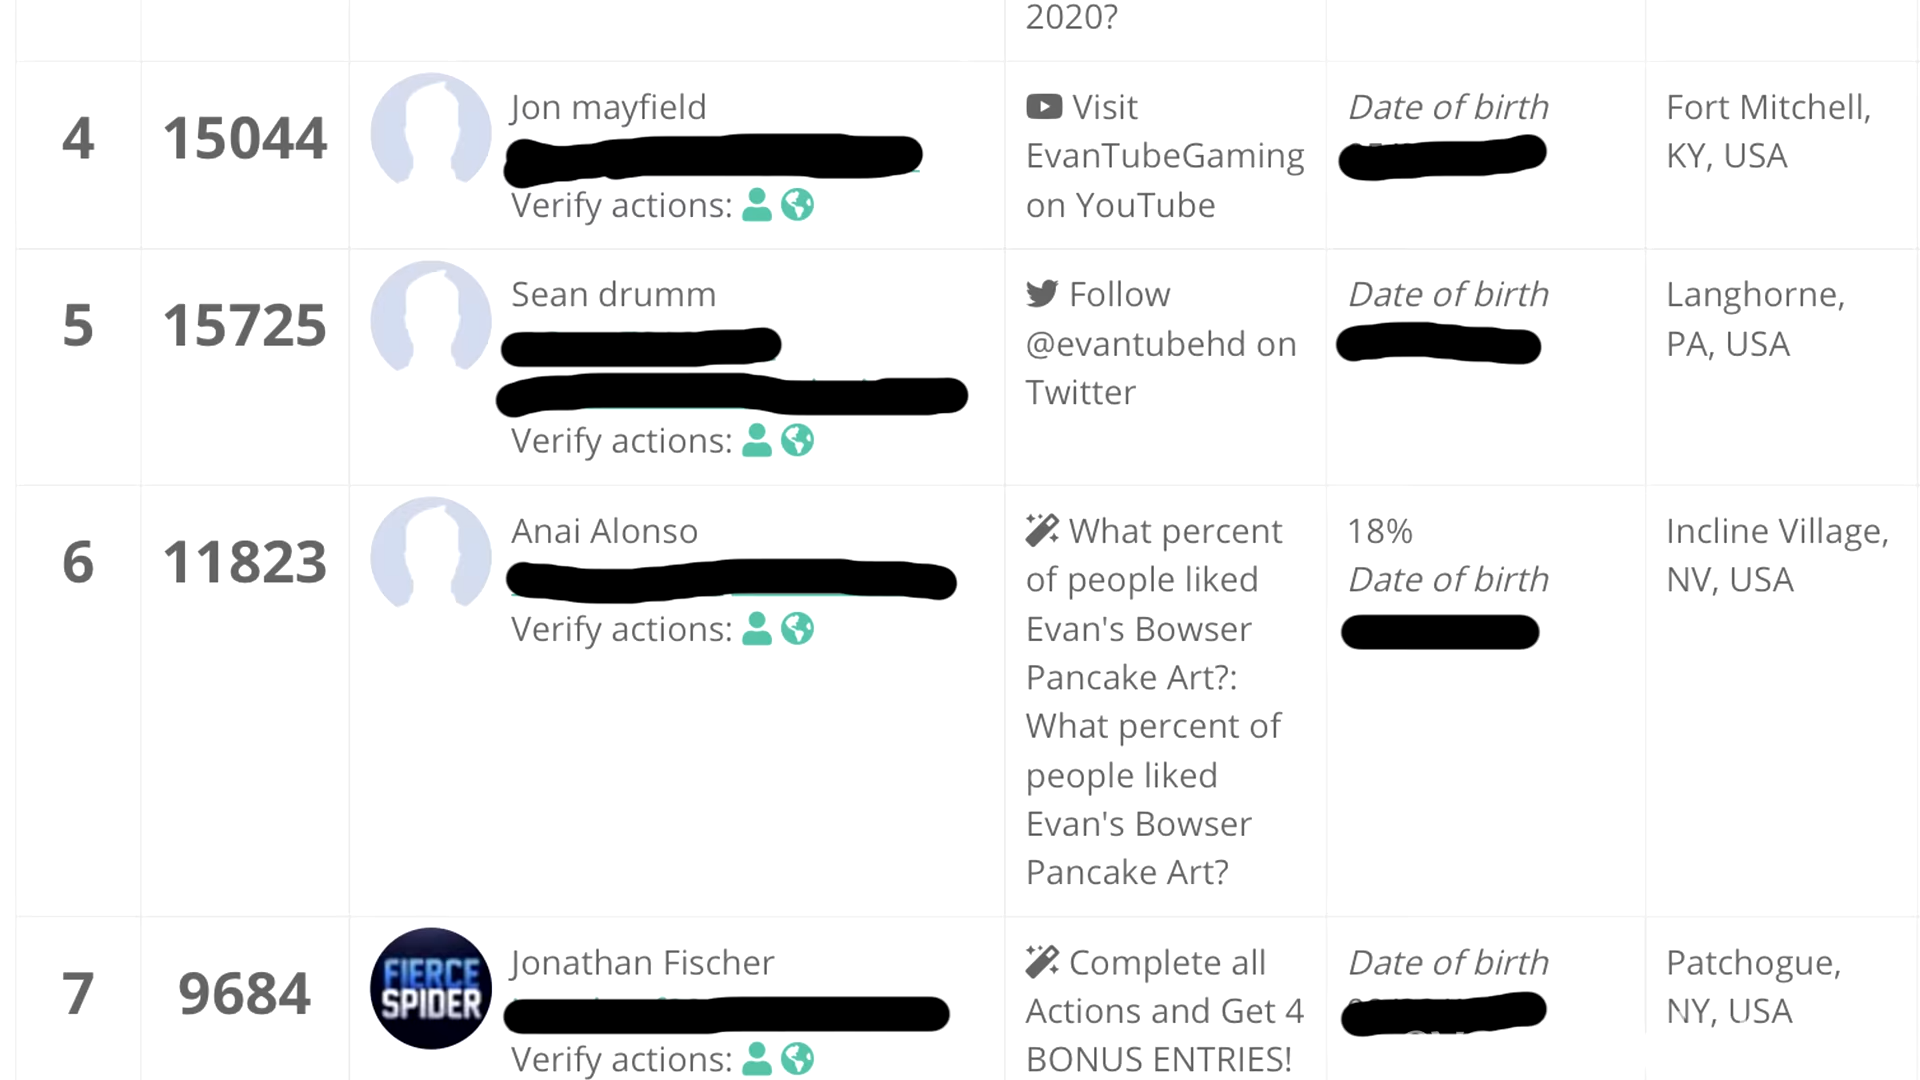 2020?
4
15044
Jon mayfield
Verify actions:
Visit
EvanTubeGaming
on YouTube
Date of birth
Fort Mitchell,
KY, USA
5
15725
Sean drumm
Verify actions:
Follow
@evantubehd on
Twitter
Date of birth
Langhorne,
PA, USA
6
11823
Anai Alonso
Verify actions:
What percent
of people liked
Evan's Bowser
Pancake Art?:
What percent of
people liked
Evan's Bowser
Pancake Art?
18%
Date of birth
Incline Village,
NV, USA
7
9684
FIERCE
SPIDER
Jonathan Fischer
Verify actions:
Complete all
Actions and Get 4
BONUS ENTRIES!
Date of birth
Patchogue,
NY, USA